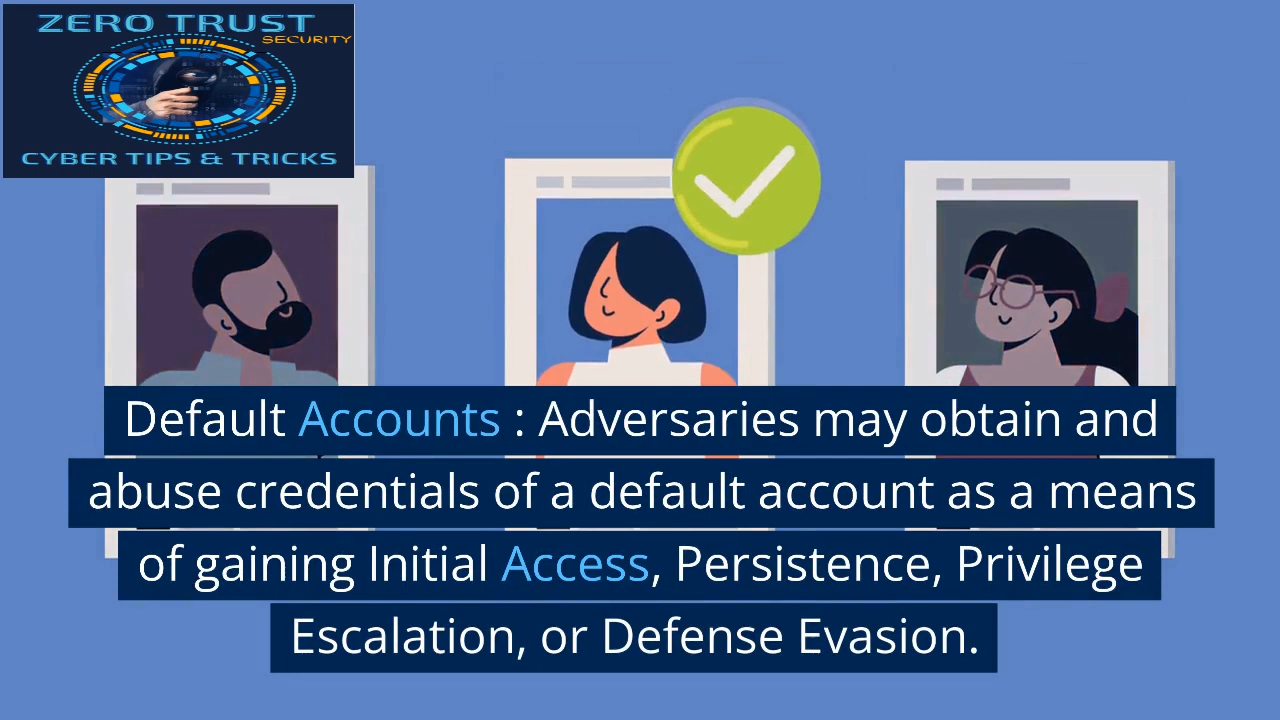 ZERO TRUST
SECURITY
CYBER TIPS & TRICKS
Default Accounts : Adversaries may obtain and
abuse credentials of a default account as a means
of gaining Initial Access, Persistence, Privilege
Escalation, or Defense Evasion.